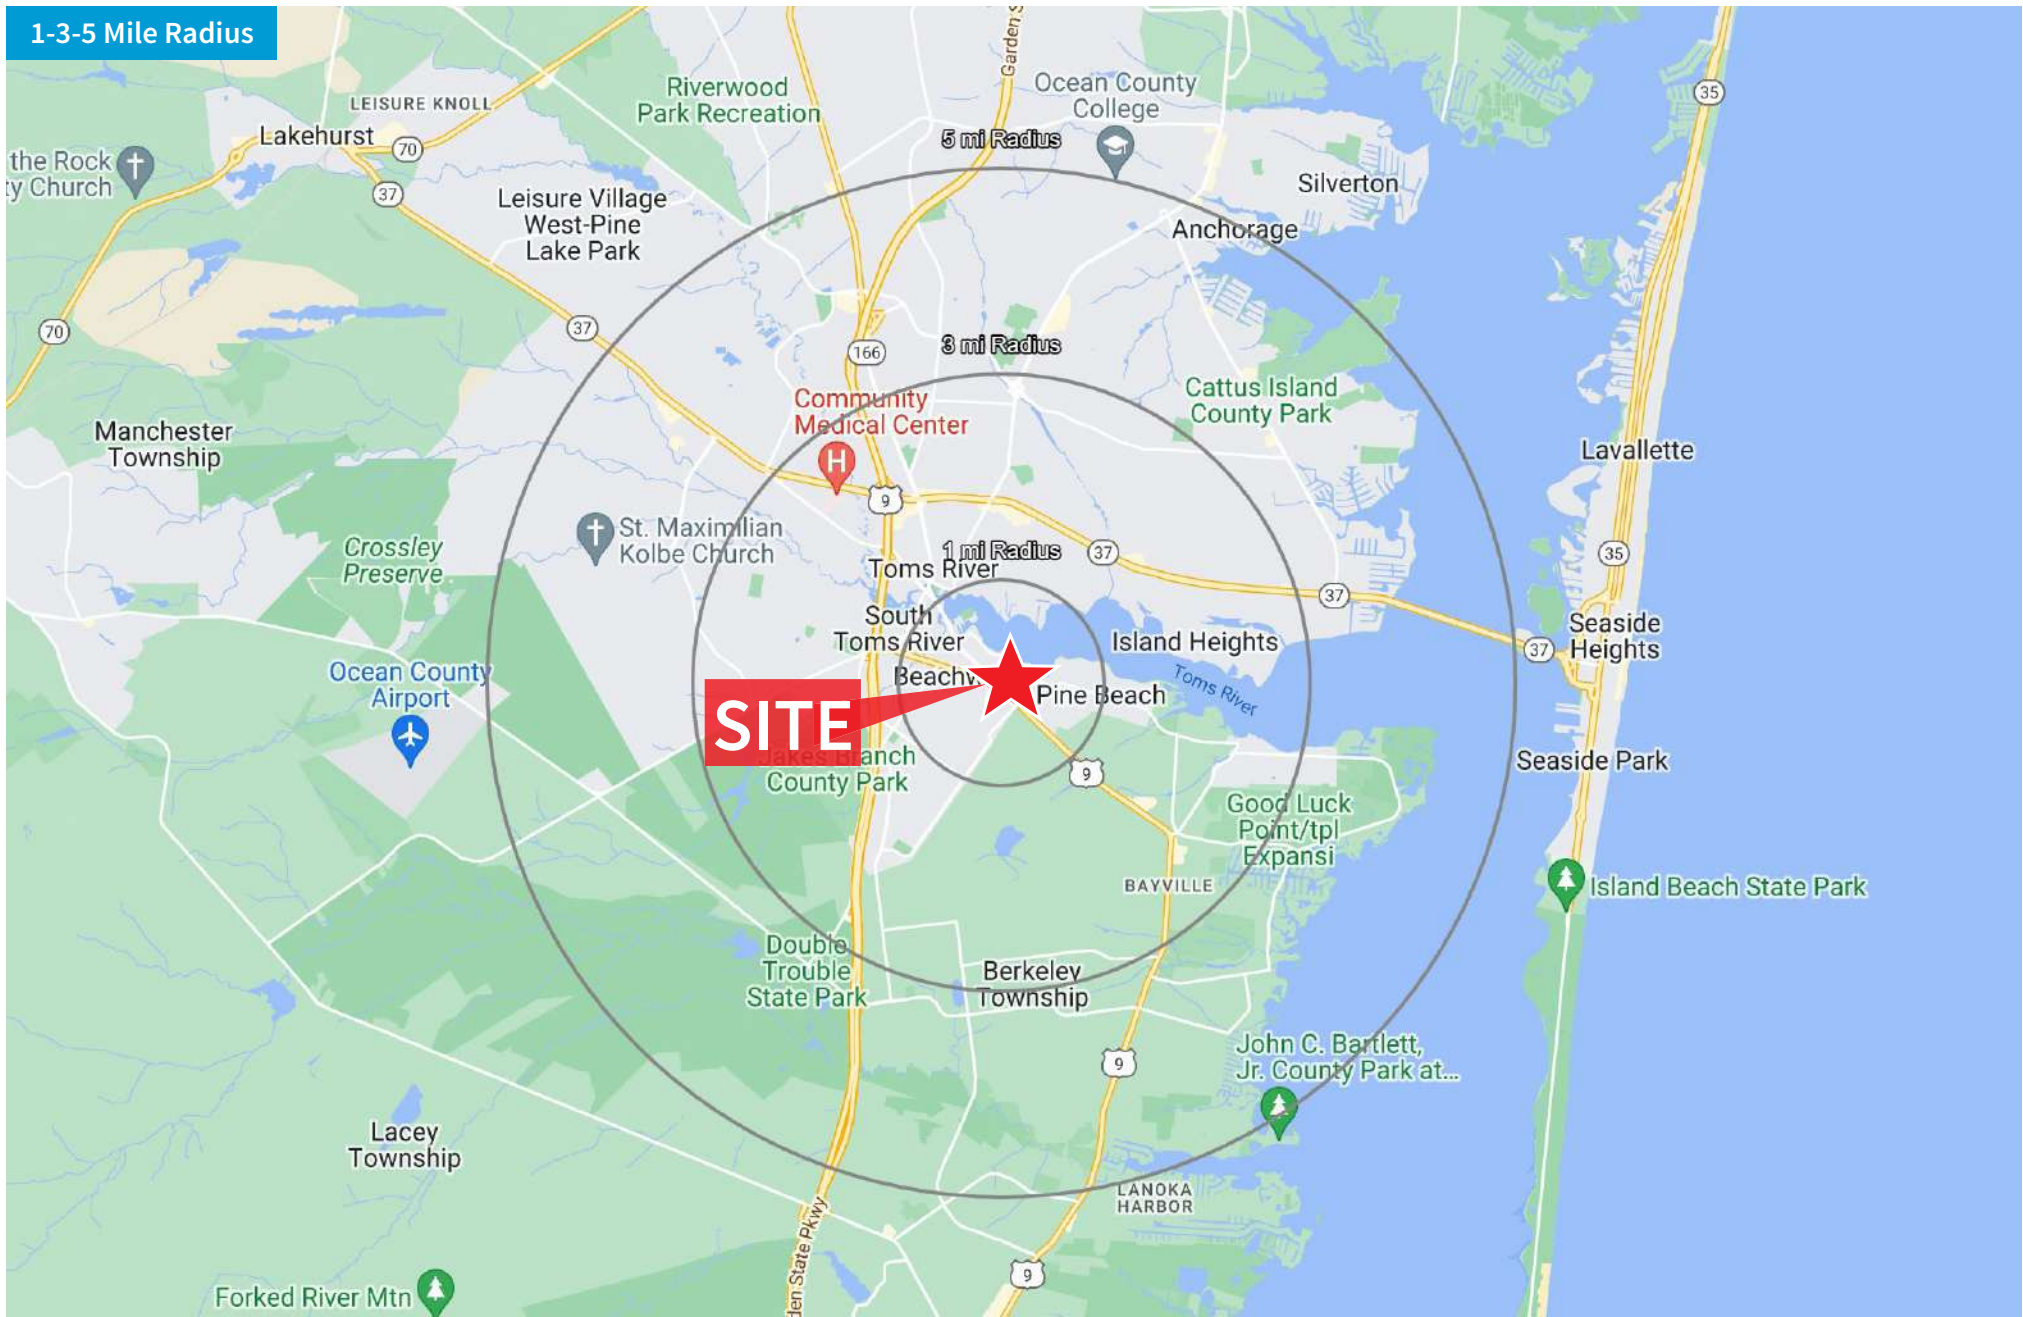 1-3-5 Mile Radius
Garden S
35
Riverwood
Park Recreation
Ocean County
College
LEISURE KNOLL
Lakehurst
70
5 mi Radius
the Rock
ty Church
37
Silverton
Leisure Village
West-Pine
Lake Park
Anchorage
70
37
166
3 mi Radius
Community
Medical Center
H
Cattus Island
County Park
Manchester
Township
Lavallette
9
St. Maximilian
Kolbe Church
Crossley
Preserve
1 mi Radius
37
35
Toms River
37
South
Toms River
Island Heights
Seaside
Heights
37
Ocean County
Airport
Beachw
Pine Beach
Toms River
SITE
Jakes Branch
County Park
9
Seaside Park
Good Luck
Point/tpl
Expansi
BAYVILLE
Island Beach State Park
Double
Trouble
State Park
Berkeley
Township
John C. Bartlett,
Jr. County Park at...
9
Lacey
Township
LANOKA
HARBOR
den State Pkwy
9
Forked River Mtn